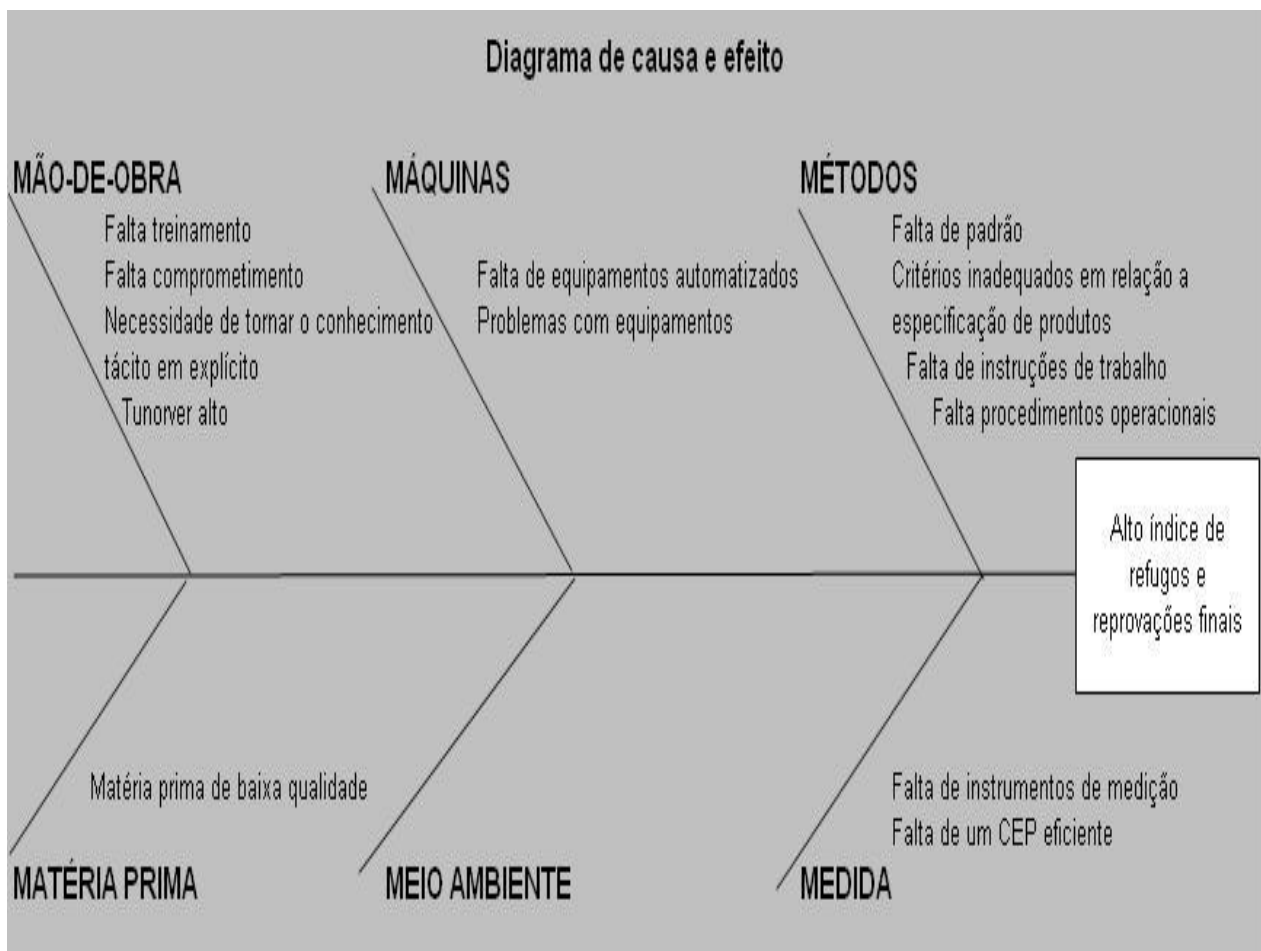 Diagrama de causa e efeito
MÃO-DE-OBRA
Falta treinamento
Falta comprometimento
Necessidade de tornar o conhecimento
tácito em explícito
Tunorver alto
MÁQUINAS
Falta de equipamentos automatizados
Problemas com equipamentos
MÉTODOS
Falta de padrão
Critérios inadequados em relação a
especificação de produtos
Falta de instruções de trabalho
Falta procedimentos operacionais
Alto índice de
refugos e
reprovações finais
Matéria prima de baixa qualidade
MATÉRIA PRIMA
MEIO AMBIENTE
Falta de instrumentos de medição
Falta de um CEP eficiente
MEDIDA